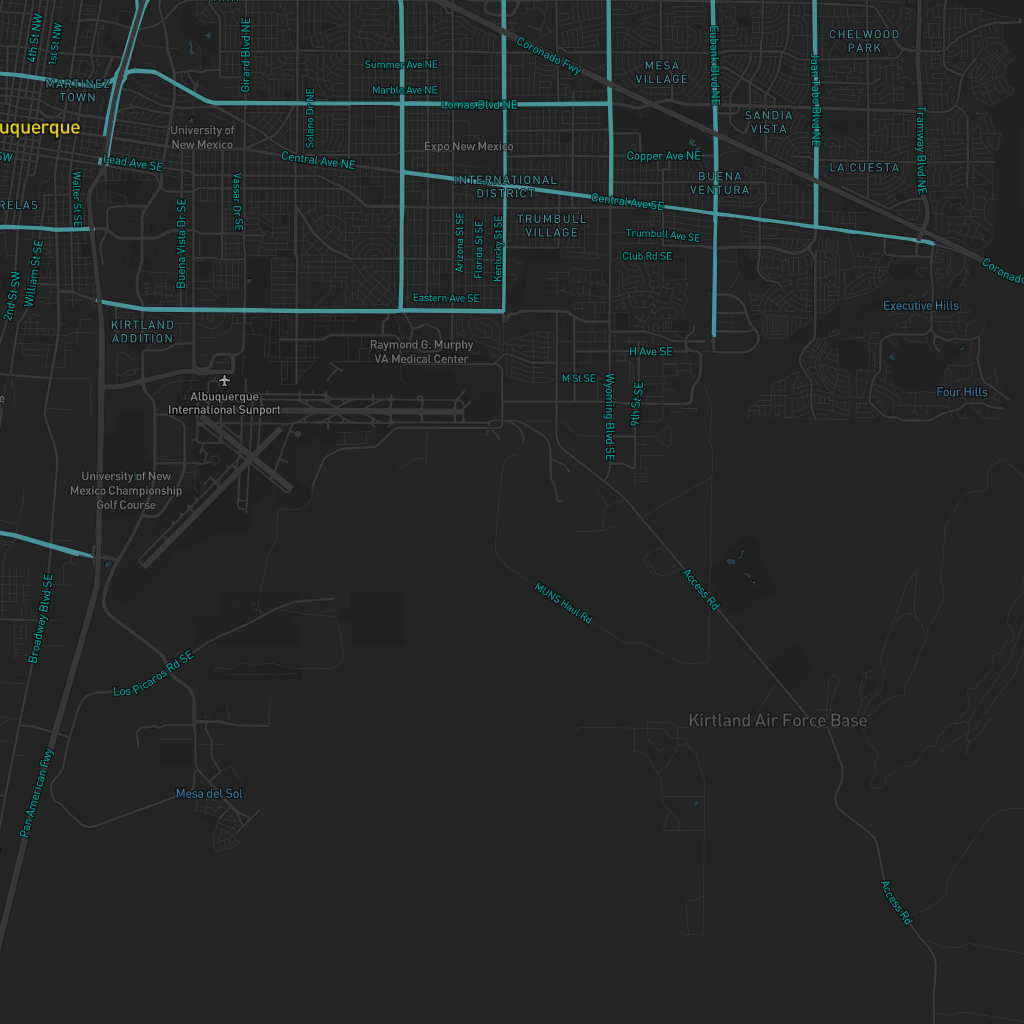 4th St NW
1st St NW
Girard Blvd NE
Coronado Fwy
Eubank Blvd NE
Juan Tabo Blvd NE
CHELWOOD
PARK
Summer Ave NE
MESA
VILLAGE
MARTINEZ
TOWN
Marble Ave NE
Solano Dr NE
Lomas Blvd NE
SANDIA
VISTA
Tramway Blvd NE
uquerque
University of
New Mexico
Expo New Mexico
SW
Lead Ave SE
Central Ave NE
Copper Ave NE
LA CUESTA
Walter St SE
Vassar Dr SE
INTERNATIONAL
DISTRICT
BUENA
VENTURA
RELAS
Buena Vista Dr SE
Central Ave SE
TRUMBULL
VILLAGE
Arizona St SE
Florida St SE
Kentucky St SE
Trumbull Ave SE
Club Rd SE
William St SE
2nd St SW
Coronado
Eastern Ave SE
Executive Hills
KIRTLAND
ADDITION
Raymond G. Murphy
VA Medical Center
H Ave SE
M St SE
Wyoming Blvd SE
9th St SE
Four Hills
Albuquerque
International Sunport
e
University of New
Mexico Championship
Golf Course
Broadway Blvd SE
MUNS Haul Rd
Access Rd
Los Picaros Rd SE
Kirtland Air Force Base
Pan American Fwy
Mesa del Sol
Access Rd